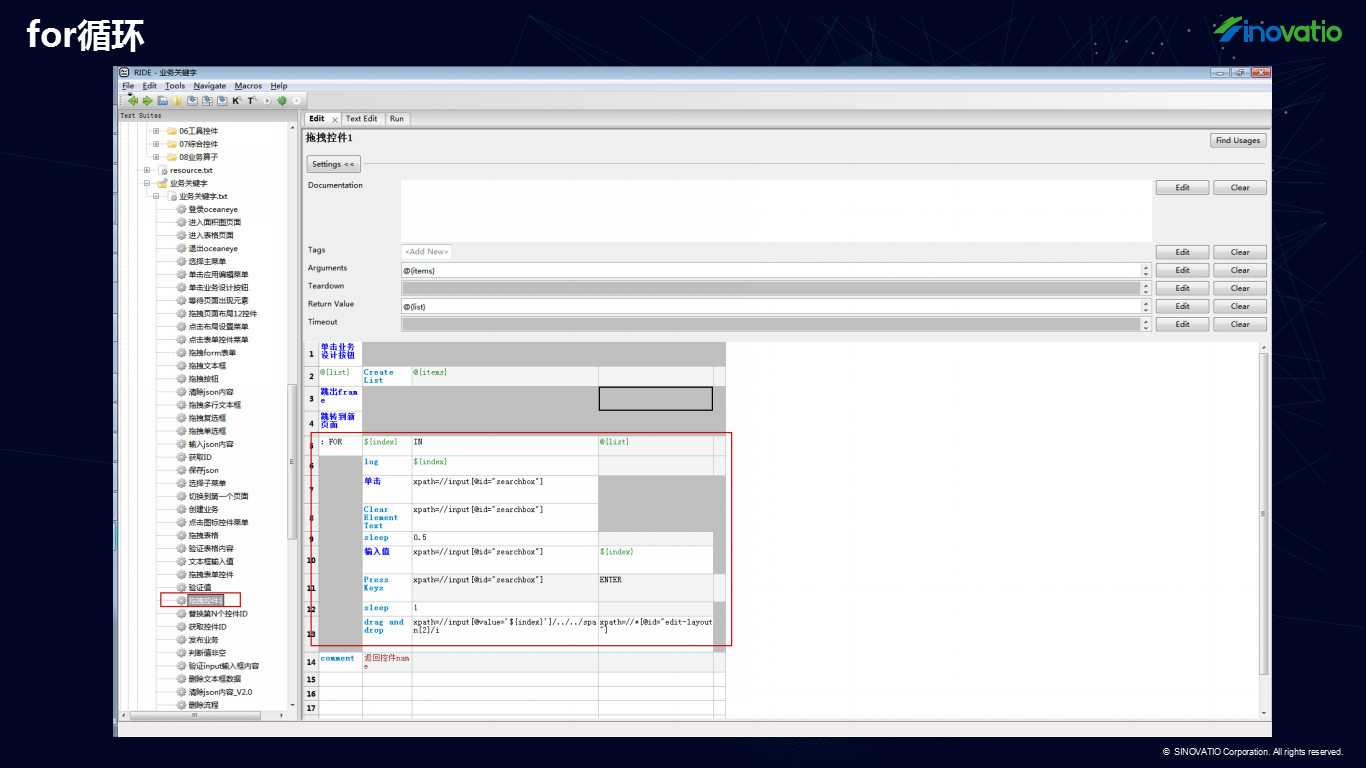 for循环
Sinovatio
RIDE - 业务关键字
File Edit Tools Navigate Macros Help
K T
Test Suites
06工具控件
07综合控件
08业务算子
resource.txt
业务关键字
业务关键字.txt
登录oceaneye
进入面积图页面
进入表格页面
退出oceaneye
选择主菜单
单击应用编辑菜单
单击业务设计按钮
等待页面出现元素
拖拽页面布局12控件
点击布局设置菜单
点击表单控件菜单
拖拽form表单
拖拽文本框
拖拽按钮
清除json内容
拖拽多行文本框
拖拽复选框
拖拽单选框
输入json内容
获取ID
保存json
选择子菜单
切换到第一个页面
创建业务
点击图标控件菜单
拖拽表格
验证表格内容
文本框输入值
拖拽表单控件
验证值
拖拽控件1
替换第N个控件ID
获取控件ID
发布业务
判断值非空
验证input输入框内容
删除文本框数据
清除json内容_V2.0
删除流程
Edit Text Edit Run
拖拽控件1
Find Usages
Settings <<
Documentation Edit Clear
Tags <Add New> Edit Clear
Arguments @{items} Edit Clear
Teardown Edit Clear
Return Value @{list} Edit Clear
Timeout Edit Clear
1 单击业务设计按钮
2 @{list} Create List @{items}
3 跳出frame
4 跳转到新页面
5 : FOR ${index} IN @{list}
6 log ${index}
7 单击 xpath=//input[@id="searchbox"]
8 Clear Element Text xpath=//input[@id="searchbox"]
9 sleep 0.5
10 输入值 xpath=//input[@id="searchbox"] ${index}
11 Press Keys xpath=//input[@id="searchbox"] ENTER
12 sleep 1
13 drag and drop xpath=//input[@value='${index}']/../../span[2]/i xpath=//*[@id="edit-layout"]
14 comment 返回控件name
15
16
17
© SINOVATIO Corporation. All rights reserved.